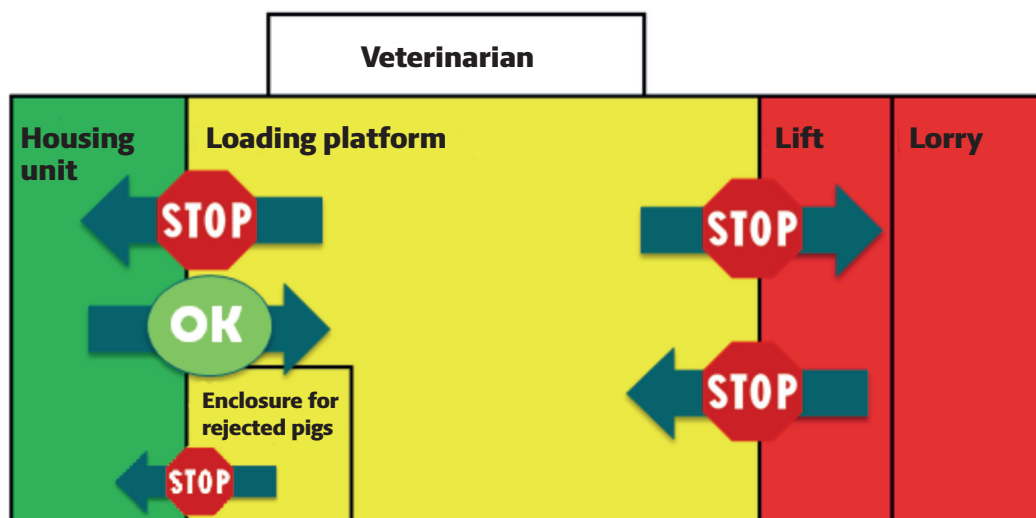 Veterinarian
Housing
unit
Loading platform
Lift
Lorry
STOP
STOP
OK
STOP
Enclosure for
rejected pigs
STOP